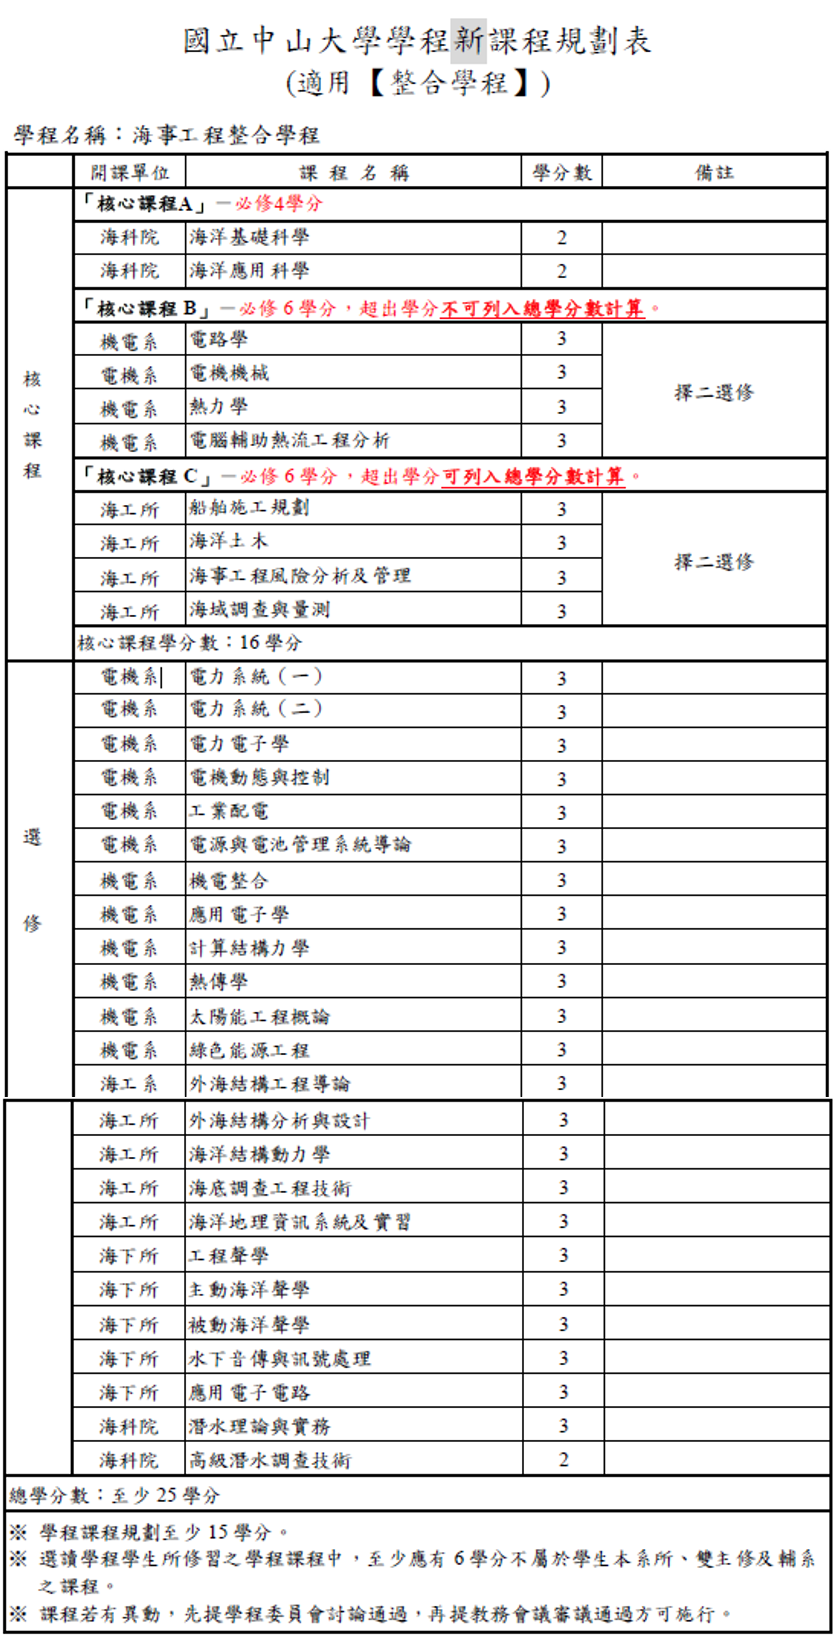 國立中山大學學程新課程規劃表
(適用【整合學程】)
學程名稱：海事工程整合學程
開課單位 課 程 名 稱 學分數 備註
核心課程
「核心課程A」－必修4學分
海科院 海洋基礎科學 2
海科院 海洋應用科學 2
「核心課程 B」－必修 6 學分，超出學分不可列入總學分數計算。
機電系 電路學 3
電機系 電機機械 3
擇二選修
機電系 熱力學 3
機電系 電腦輔助熱流工程分析 3
「核心課程 C」－必修 6 學分，超出學分可列入總學分數計算。
海工所 船舶施工規劃 3
海工所 海洋土木 3
擇二選修
海工所 海事工程風險分析及管理 3
海工所 海域調查與量測 3
核心課程學分數：16 學分
選修
電機系 電力系統（一） 3
電機系 電力系統（二） 3
電機系 電力電子學 3
電機系 電機動態與控制 3
電機系 工業配電 3
電機系 電源與電池管理系統導論 3
機電系 機電整合 3
機電系 應用電子學 3
機電系 計算結構力學 3
機電系 熱傳學 3
機電系 太陽能工程概論 3
機電系 綠色能源工程 3
海工系 外海結構工程導論 3
海工所 外海結構分析與設計 3
海工所 海洋結構動力學 3
海工所 海底調查工程技術 3
海工所 海洋地理資訊系統及實習 3
海下所 工程聲學 3
海下所 主動海洋聲學 3
海下所 被動海洋聲學 3
海下所 水下音傳與訊號處理 3
海下所 應用電子電路 3
海科院 潛水理論與實務 3
海科院 高級潛水調查技術 2
總學分數：至少 25 學分
※ 學程課程規劃至少 15 學分。
※ 選讀學程學生所修習之學程課程中，至少應有 6 學分不屬於學生本系所、雙主修及輔系
之課程。
※ 課程若有異動，先提學程委員會討論通過，再提教務會議審議通過方可施行。